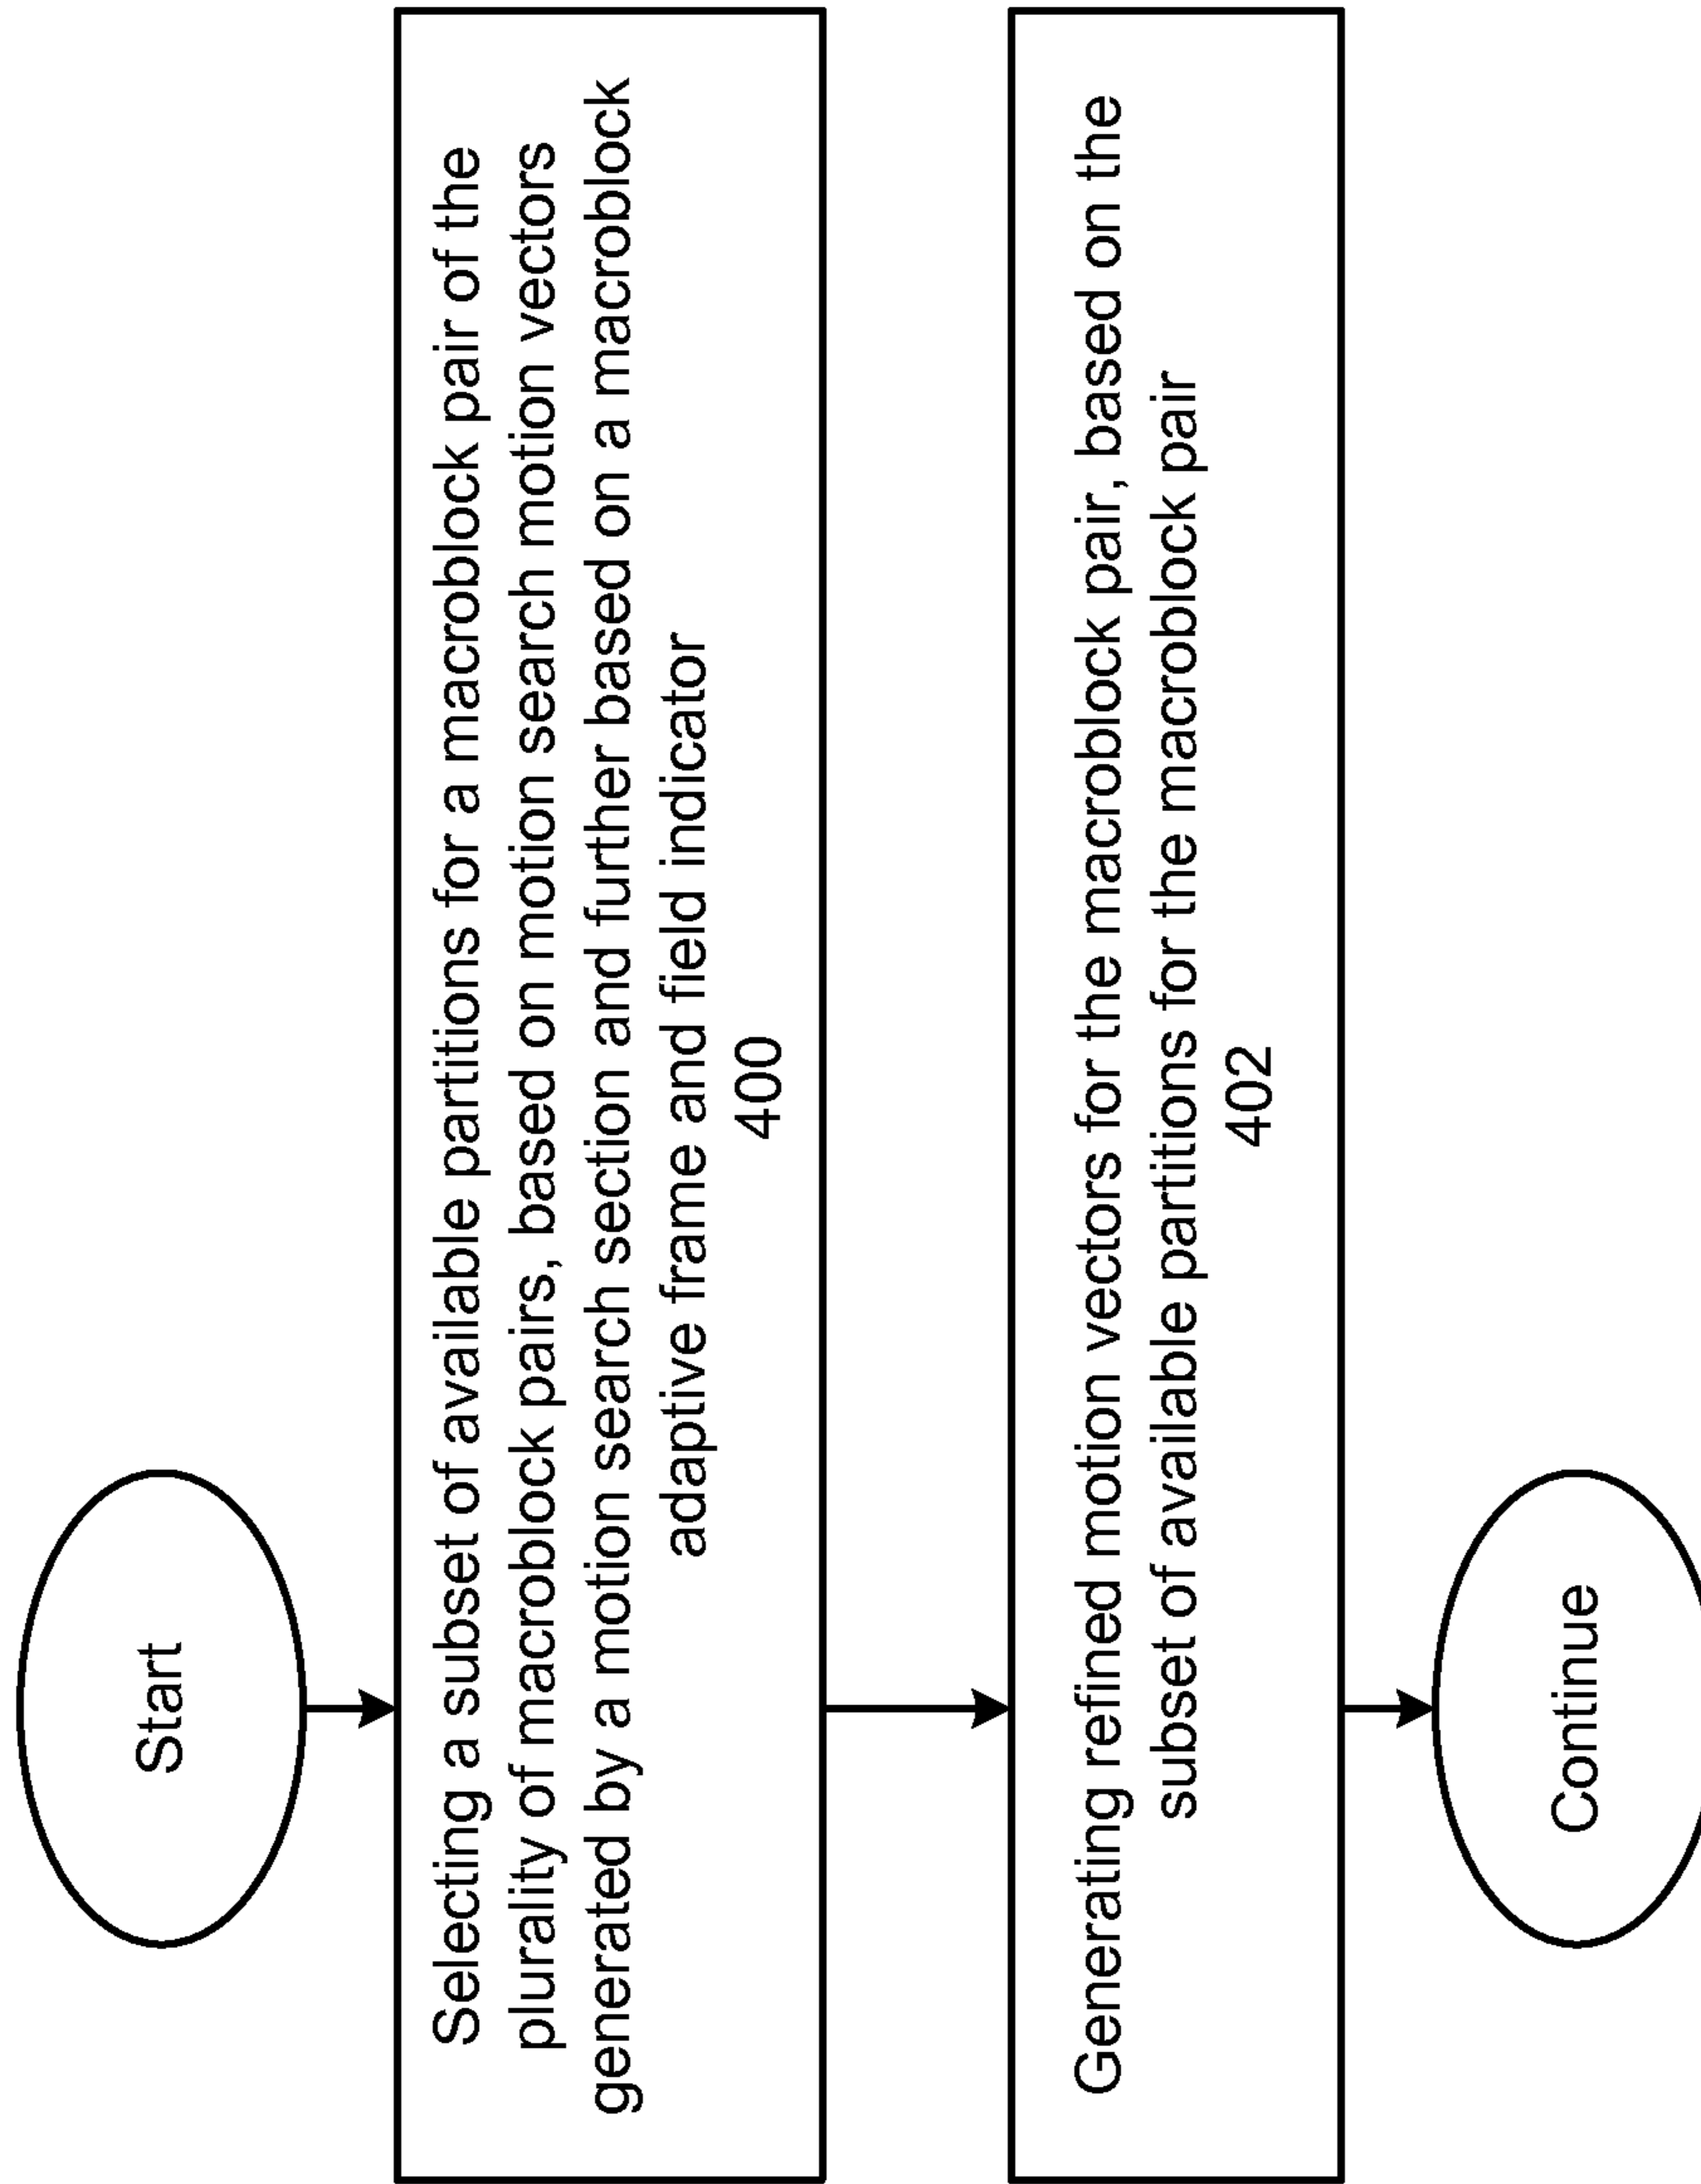 Start
Selecting a subset of available partitions for a macroblock pair of the
plurality of macroblock pairs, based on motion search motion vectors
generated by a motion search section and further based on a macroblock
adaptive frame and field indicator
400
Generating refined motion vectors for the macroblock pair, based on the
subset of available partitions for the macroblock pair
402
Continue